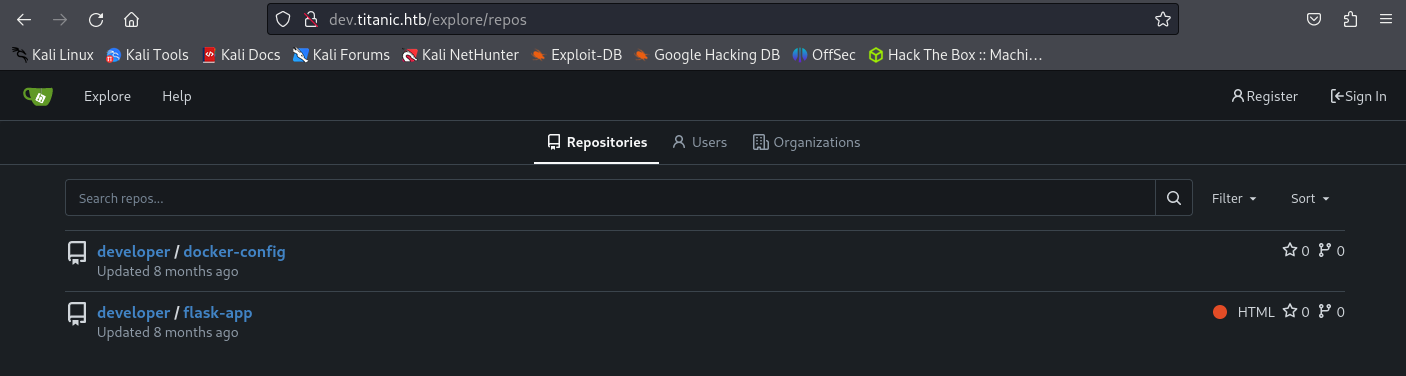 dev.titanic.htb/explore/repos
Kali Linux Kali Tools Kali Docs Kali Forums Kali NetHunter Exploit-DB Google Hacking DB OffSec Hack The Box :: Machi…
Explore Help Register Sign In
Repositories Users Organizations
Search repos... Filter Sort
developer / docker-config 0 0
Updated 8 months ago
developer / flask-app HTML 0 0
Updated 8 months ago